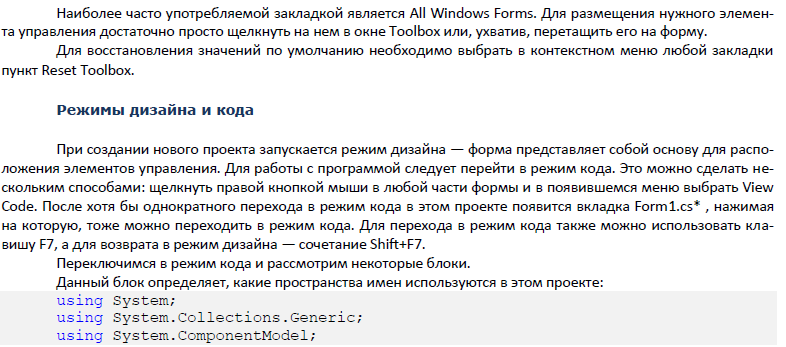 Наиболее часто употребляемой закладкой является All Windows Forms. Для размещения нужного элемен-
та управления достаточно просто щелкнуть на нем в окне Toolbox или, ухватив, перетащить его на форму.
Для восстановления значений по умолчанию необходимо выбрать в контекстном меню любой закладки
пункт Reset Toolbox.
Режимы дизайна и кода
При создании нового проекта запускается режим дизайна — форма представляет собой основу для распо-
ложения элементов управления. Для работы с программой следует перейти в режим кода. Это можно сделать не-
скольким способами: щелкнуть правой кнопкой мыши в любой части формы и в появившемся меню выбрать View
Code. После хотя бы однократного перехода в режим кода в этом проекте появится вкладка Form1.cs* , нажимая
на которую, тоже можно переходить в режим кода. Для перехода в режим кода также можно использовать кла-
вишу F7, а для возврата в режим дизайна — сочетание Shift+F7.
Переключимся в режим кода и рассмотрим некоторые блоки.
Данный блок определяет, какие пространства имен используются в этом проекте:
using System;
using System.Collections.Generic;
using System.ComponentModel;